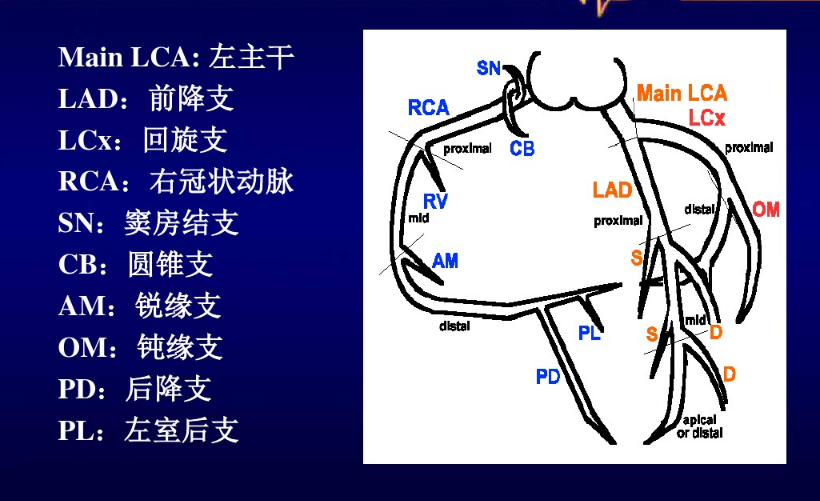 Main LCA: 左主干
LAD：前降支
LCx：回旋支
RCA：右冠状动脉
SN：窦房结支
CB：圆锥支
AM：锐缘支
OM：钝缘支
PD：后降支
PL：左室后支
SN
RCA
Main LCA
LCx
proximal
CB
proximal
RV
LAD
proximal
distal
OM
mid
AM
S
distal
PL
S
mid
D
PD
D
apical
or distal